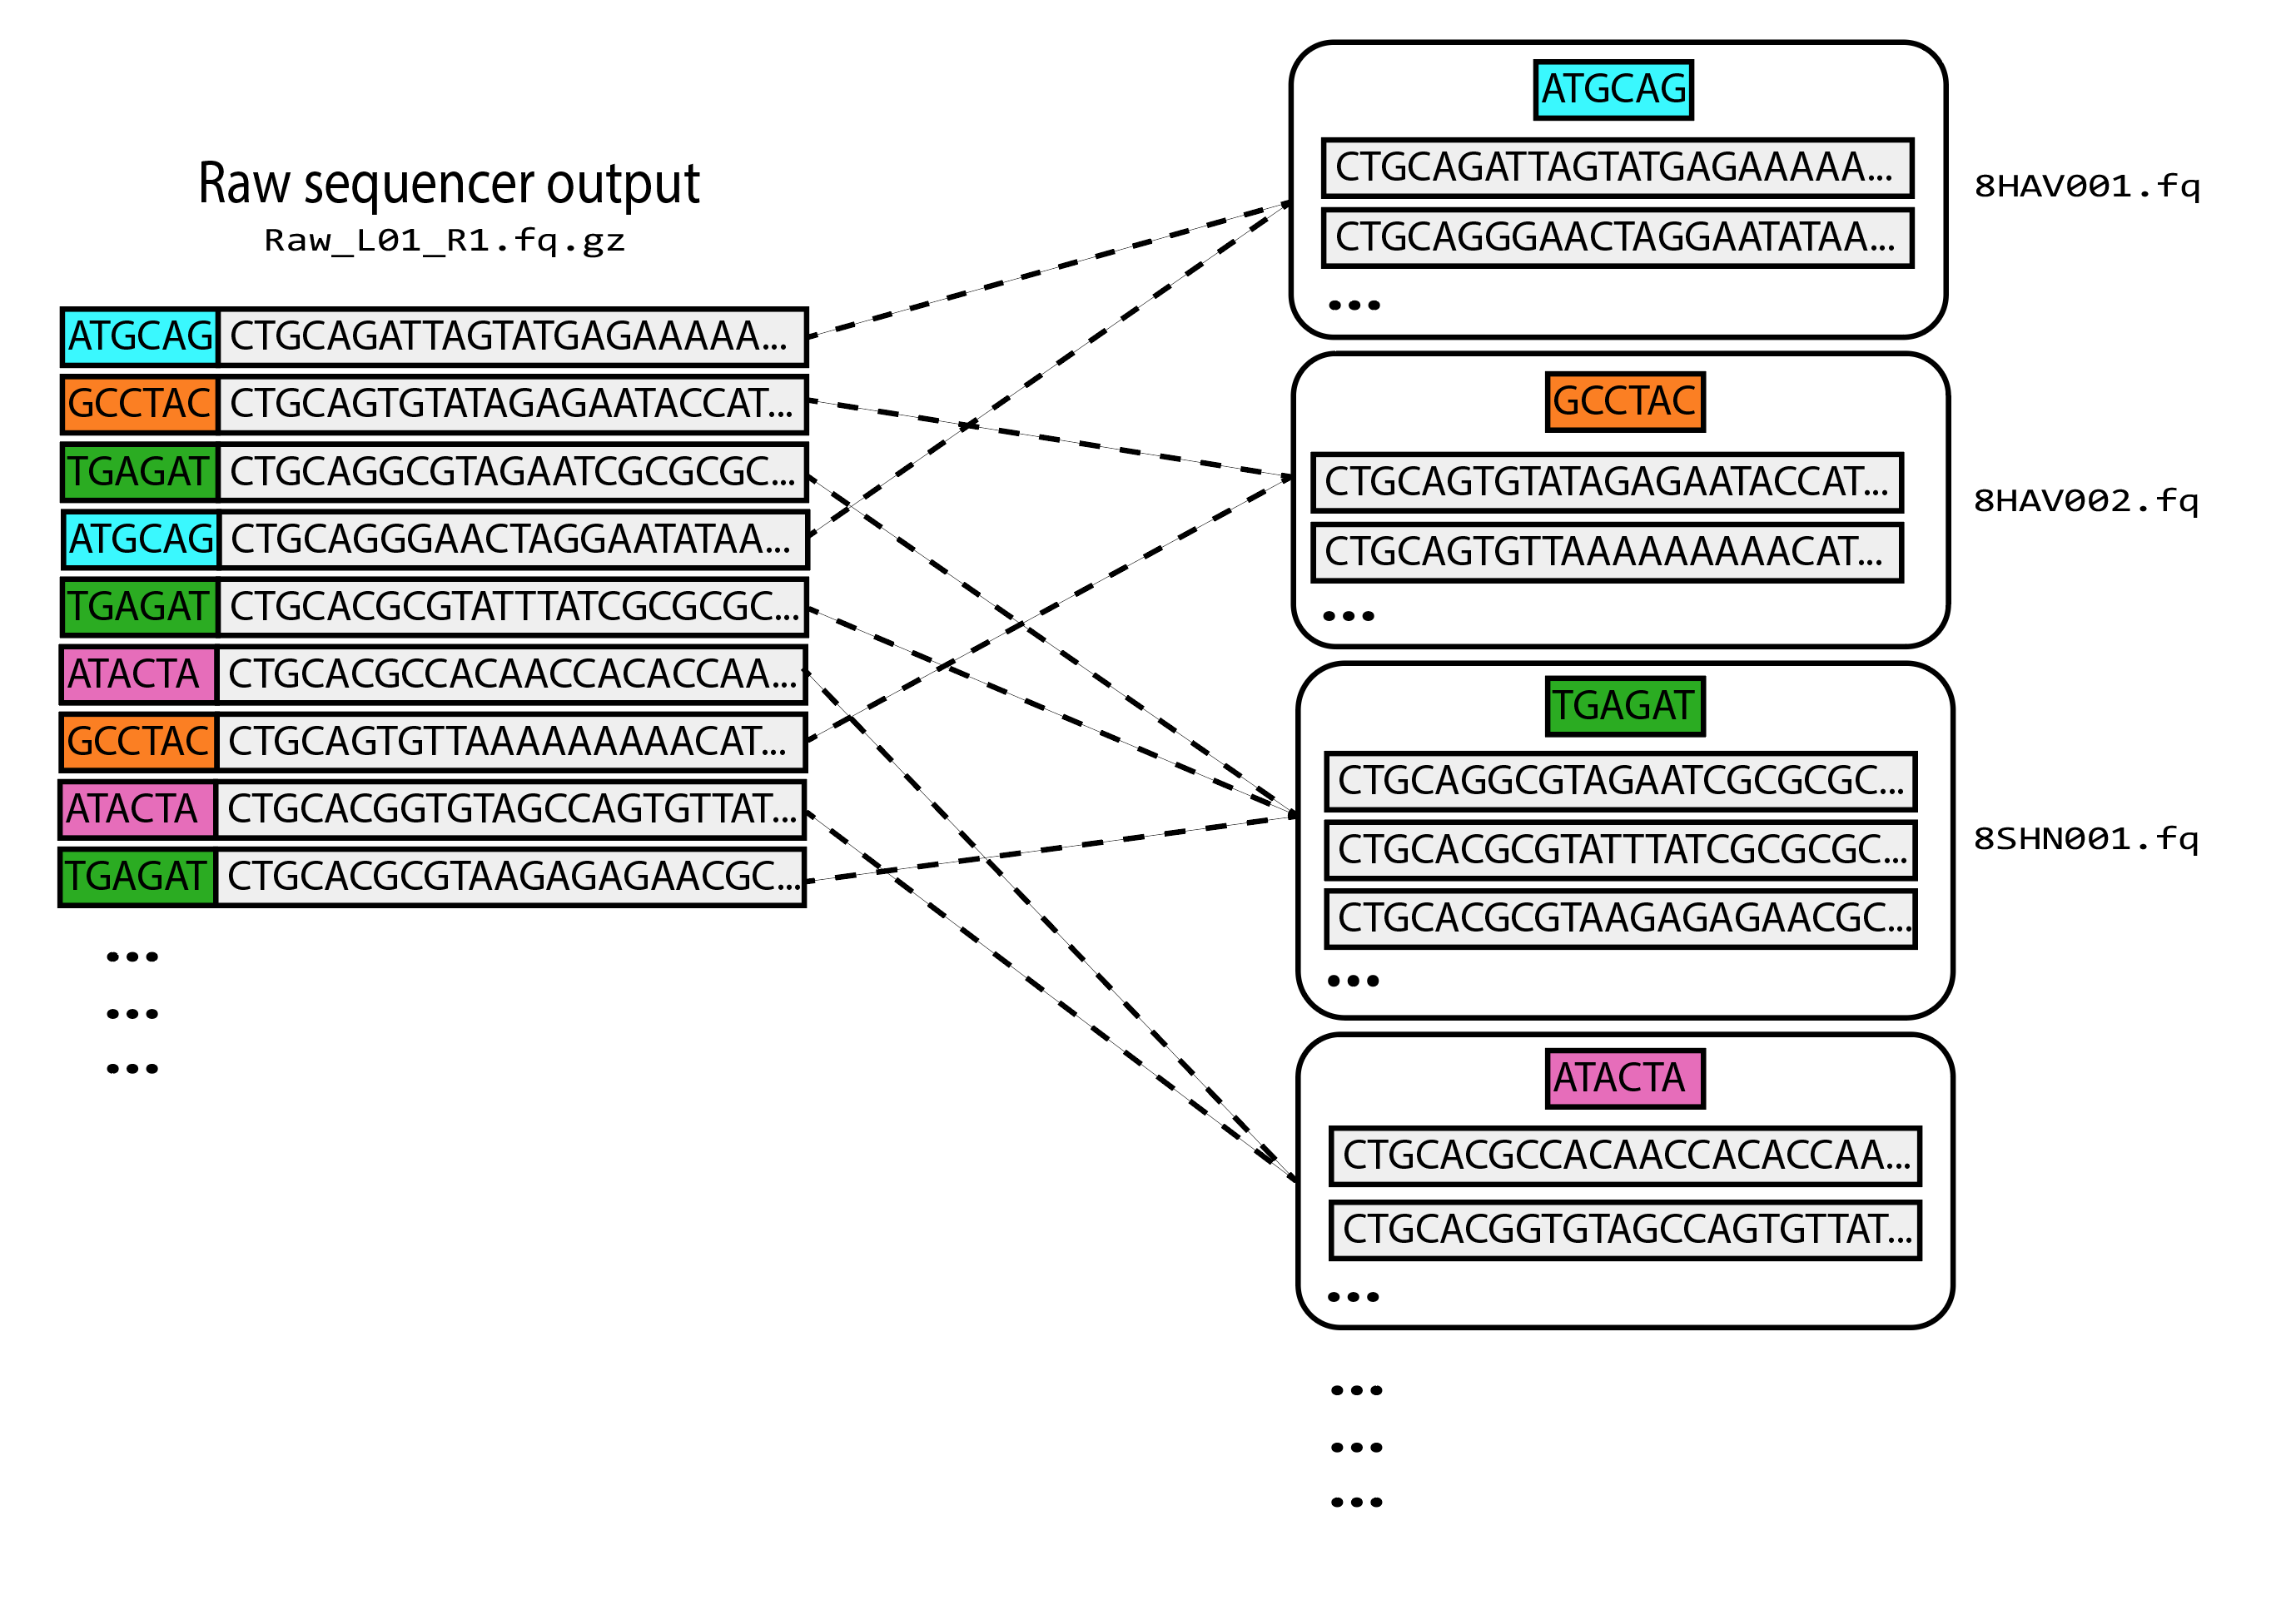 Raw sequencer output
Raw_L01_R1.fq.gz
ATGCAG CTGCAGATTAGTATGAGAAAAA...
GCCTAC CTGCAGTGTATAGAGAATACCAT...
TGAGAT CTGCAGGCGTAGAATCGCGCGC...
ATGCAG CTGCAGGGAACTAGGAATATAA...
TGAGAT CTGCACGCGTATTTATCGCGCGC...
ATACTA CTGCACGCCACAACCACACCAA...
GCCTAC CTGCAGTGTTAAAAAAAAACAT...
ATACTA CTGCACGGTGTAGCCAGTGTTAT...
TGAGAT CTGCACGCGTAAGAGAGAACGC...
...
...
...
ATGCAG
CTGCAGATTAGTATGAGAAAAA...
CTGCAGGGAACTAGGAATATAA...
...
8HAV001.fq
GCCTAC
CTGCAGTGTATAGAGAATACCAT...
CTGCAGTGTTAAAAAAAAACAT...
...
8HAV002.fq
TGAGAT
CTGCAGGCGTAGAATCGCGCGC...
CTGCACGCGTATTTATCGCGCGC...
CTGCACGCGTAAGAGAGAACGC...
...
8SHN001.fq
ATACTA
CTGCACGCCACAACCACACCAA...
CTGCACGGTGTAGCCAGTGTTAT...
...
...
...
...